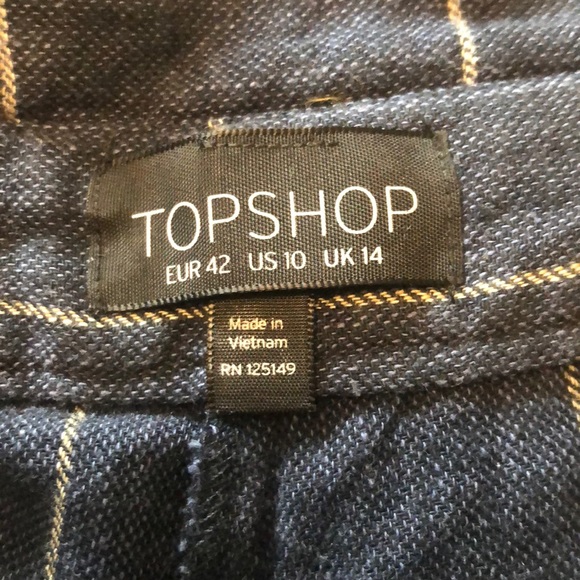 TOPSHOP
EUR 42 US 10 UK 14
Made in
Vietnam
RN 125149